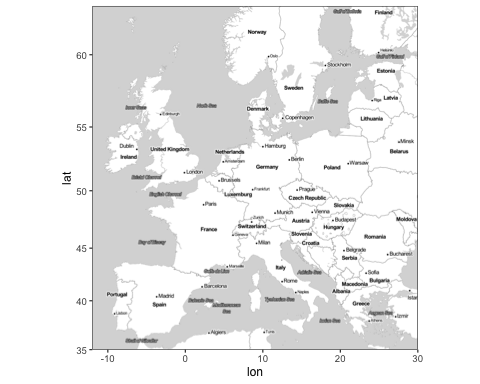 Gulf of Bothnia
Finland
Norway
60
Oslo
Helsinki
Gulf of Finland
Stockholm
Estonia
Sweden
Inner Seas
North Sea
Baltic Sea
Riga
Latvia
Edinburgh
Denmark
Copenhagen
Lithuania
55
Dublin
United Kingdom
Netherlands
Hamburg
Minsk
Ireland
Amsterdam
Berlin
Belarus
Germany
Poland
Warsaw
London
Bristol Channel
Brussels
50
English Channel
Luxembourg
Frankfurt
Prague
Czech Republic
Paris
Slovakia
Munich
Vienna
Zurich
Austria
Budapest
Moldova
France
Switzerland
Hungary
Geneva
Slovenia
Romania
Bay of Biscay
Milan
Croatia
45
Belgrade
Bucharest
Serbia
Marseille
Gulf du Lion
Italy
Adriatic Sea
Sofia
Bulgaria
Barcelona
Rome
Macedonia
Portugal
Madrid
Naples
Albania
Istan
Spain
Balearic Sea
Tyrrhenian Sea
Greece
40
Mediterranean
Sea
Lisbon
Aegean Sea
Izmir
Ionian Sea
Athens
Algiers
Tunis
Strait of Gibraltar
35
-10
0
10
20
30
lon
lat